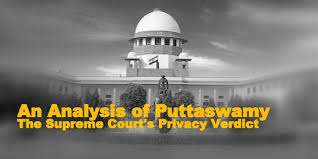 An Analysis of Puttaswamy
The Supreme Court's Privacy Verdict